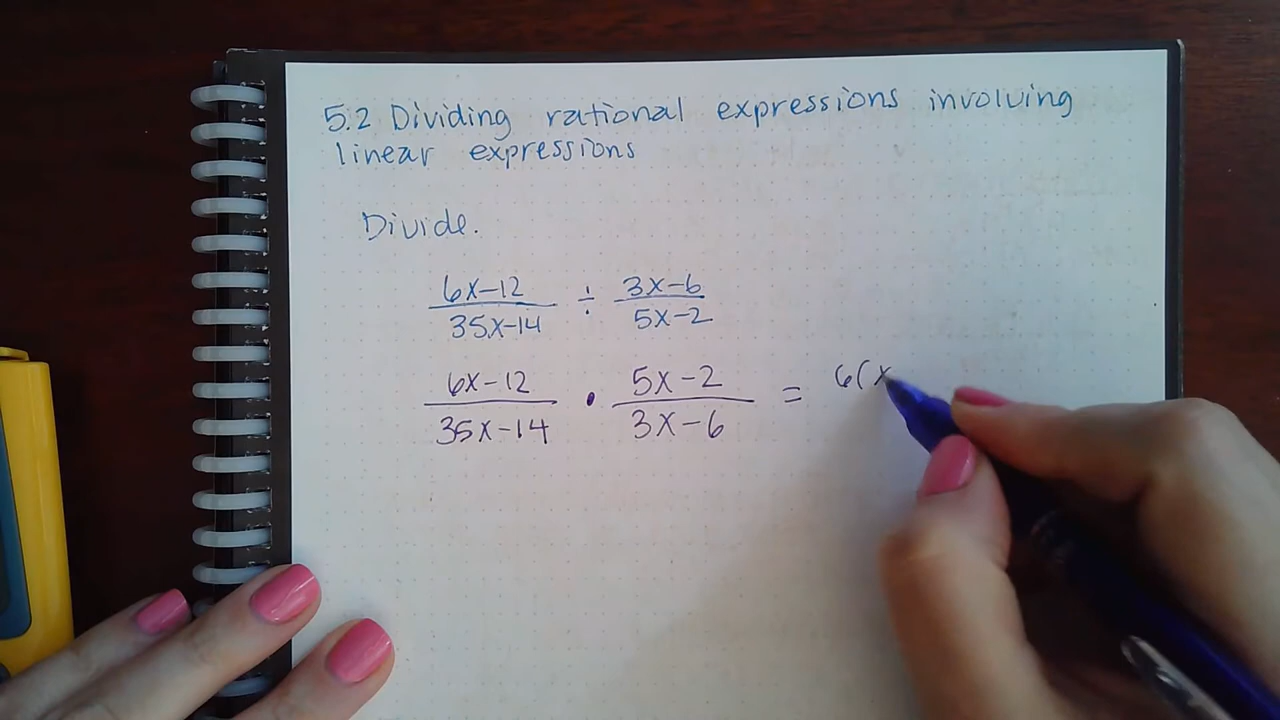 5.2 Dividing rational expressions involving
linear expressions
Divide.
6x-12 / 35x-14 ÷ 3x-6 / 5x-2
6x-12 / 35x-14 • 5x-2 / 3x-6 = 6(x